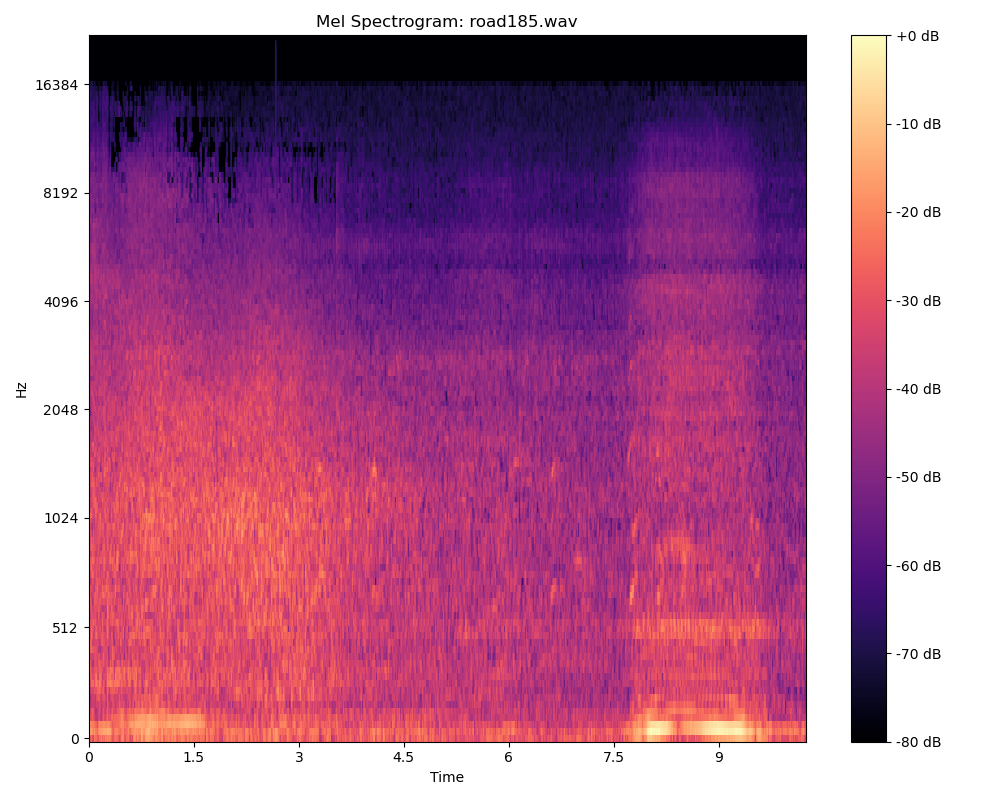 Mel Spectrogram: road185.wav
Hz
16384
8192
4096
2048
1024
512
0
0 1.5 3 4.5 6 7.5 9
Time
+0 dB
-10 dB
-20 dB
-30 dB
-40 dB
-50 dB
-60 dB
-70 dB
-80 dB